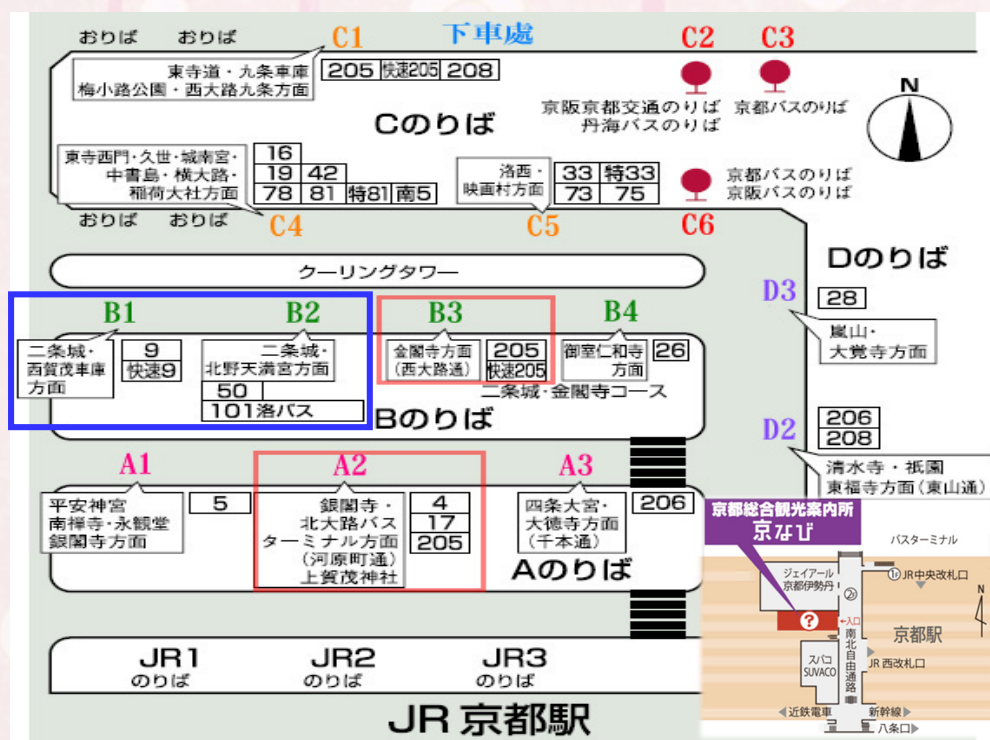 おりば おりば C1 下車處 C2 C3
東寺道・九条車庫
梅小路公園・西大路九条方面
205 快速205 208
京阪京都交通のりば
丹海バスのりば
京都バスのりば
N
Cのりば
東寺西門・久世・城南宮・
中書島・横大路・
稲荷大社方面
16
19 42
78 81 特81 南5
洛西・
映画村方面
33 特33
73 75
京都バスのりば
京阪バスのりば
おりば おりば C4 C5 C6
クーリングタワー
Dのりば
D3
28
嵐山・
大覚寺方面
B1 B2 B3 B4
二条城・
西賀茂車庫
方面
9
快速9
二条城・
北野天満宮方面
50
101洛バス
金閣寺方面
(西大路通)
205
快速205
御室仁和寺
方面
26
二条城・金閣寺コース
Bのりば
D2
206
208
清水寺・祇園
東福寺方面(東山通)
A1 A2 A3
平安神宮
南禅寺・永観堂
銀閣寺方面
5
銀閣寺・
北大路バス
ターミナル方面
(河原町通)
上賀茂神社
4
17
205
四条大宮・
大徳寺方面
(千本通)
206
Aのりば
JR1
のりば
JR2
のりば
JR3
のりば
JR 京都駅
京都総合観光案内所
京なび
バスターミナル
ジェイアール
京都伊勢丹
1F JR中央改札口
2F
N
?
←入口
南北自由通路
京都駅
スバコ
SUVACO
JR 西改札口
近鉄電車
新幹線
八条口